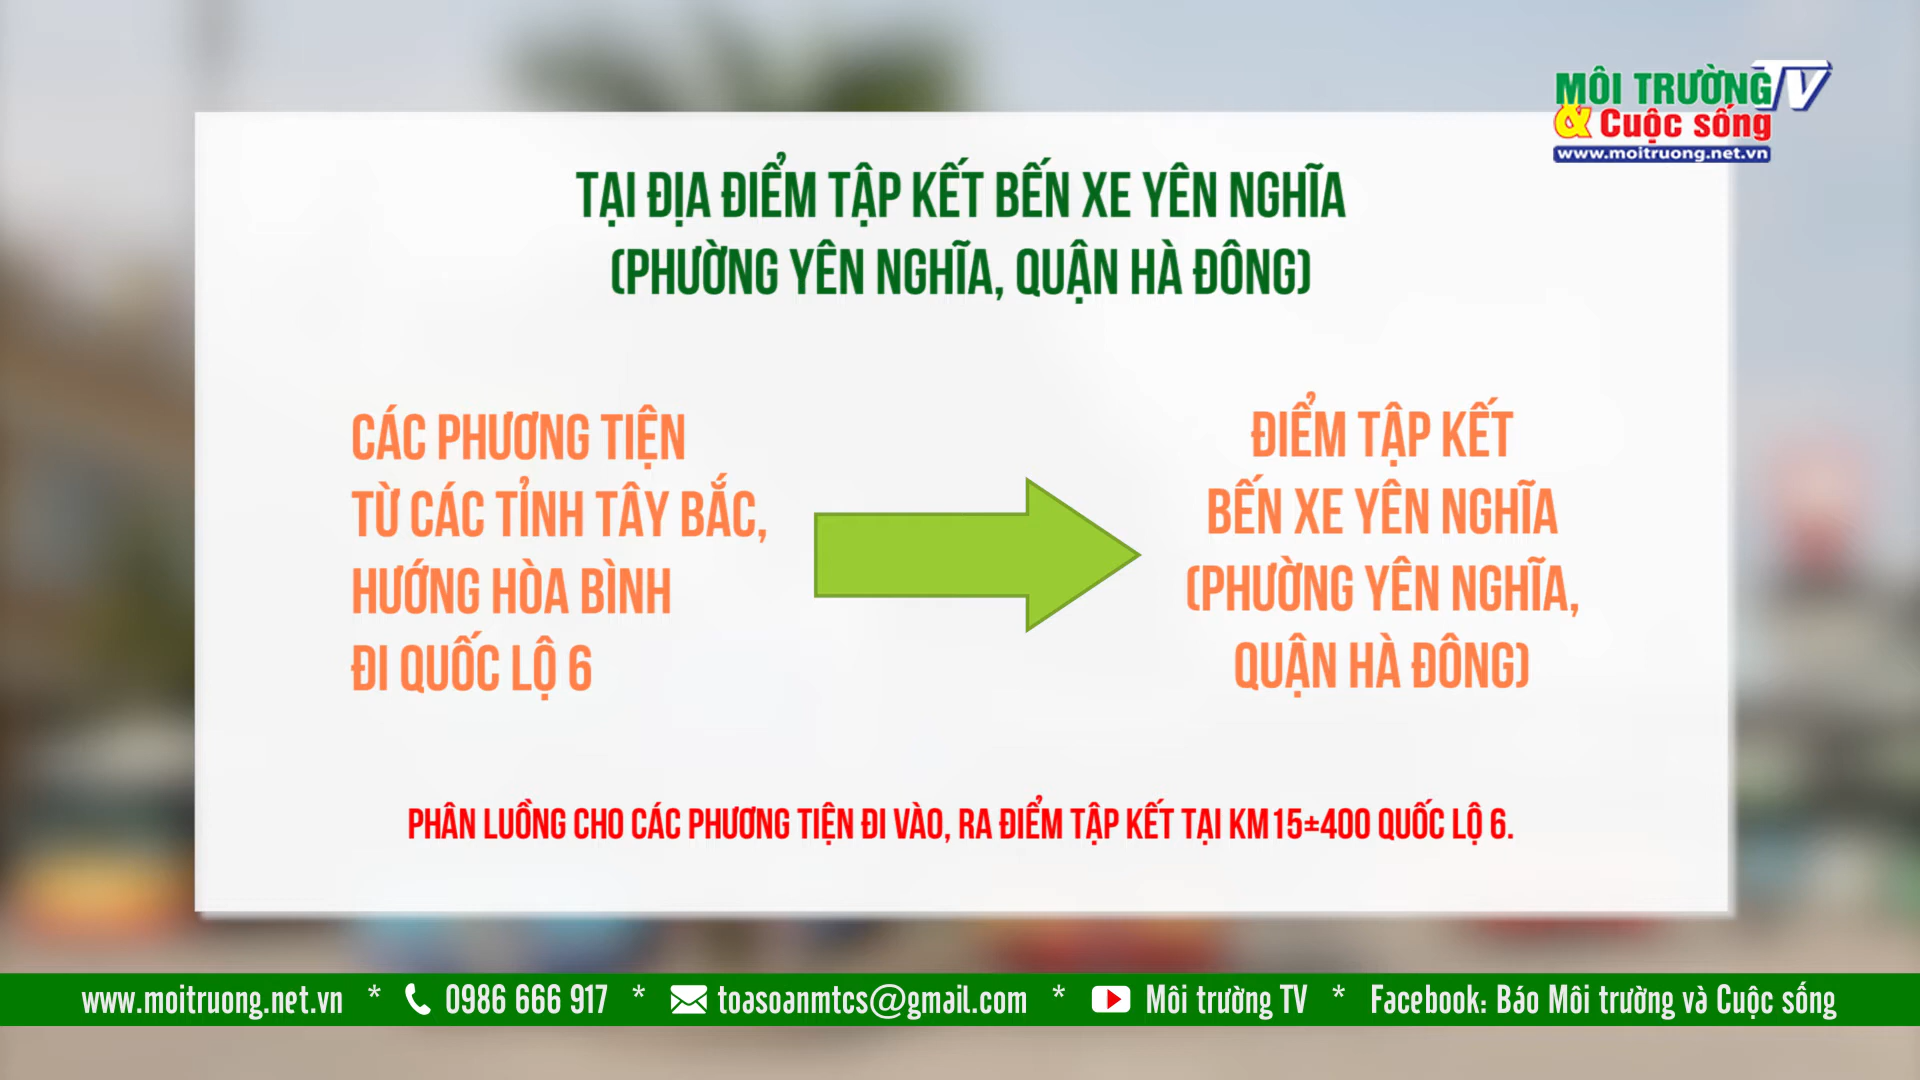 MÔI TRƯỜNG TV
& Cuộc sống
www.moitruong.net.vn
TẠI ĐỊA ĐIỂM TẬP KẾT BẾN XE YÊN NGHĨA
(PHƯỜNG YÊN NGHĨA, QUẬN HÀ ĐÔNG)
CÁC PHƯƠNG TIỆN
TỪ CÁC TỈNH TÂY BẮC,
HƯỚNG HÒA BÌNH
ĐI QUỐC LỘ 6
ĐIỂM TẬP KẾT
BẾN XE YÊN NGHĨA
(PHƯỜNG YÊN NGHĨA,
QUẬN HÀ ĐÔNG)
PHÂN LUỒNG CHO CÁC PHƯƠNG TIỆN ĐI VÀO, RA ĐIỂM TẬP KẾT TẠI KM15±400 QUỐC LỘ 6.
www.moitruong.net.vn * 0986 666 917 * toasoanmtcs@gmail.com * Môi trường TV * Facebook: Báo Môi trường và Cuộc sống